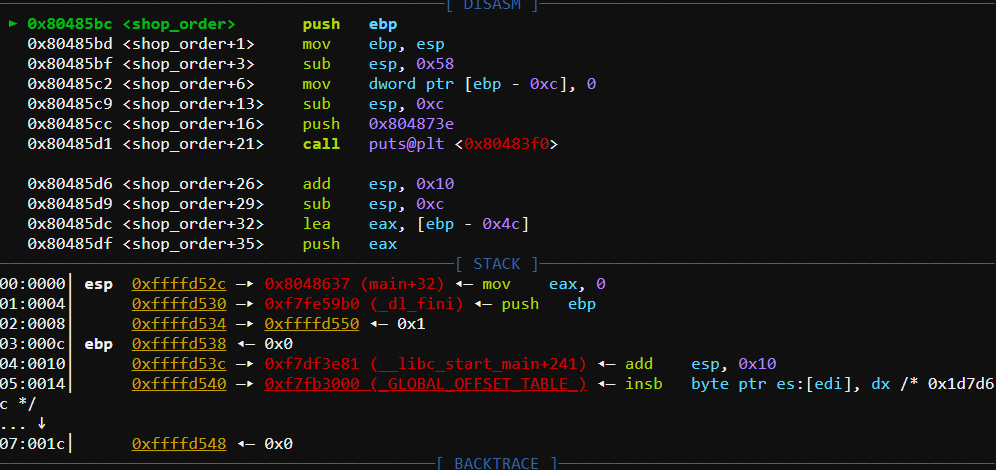 [ DISASM ]
► 0x80485bc <shop_order> push ebp
0x80485bd <shop_order+1> mov ebp, esp
0x80485bf <shop_order+3> sub esp, 0x58
0x80485c2 <shop_order+6> mov dword ptr [ebp - 0xc], 0
0x80485c9 <shop_order+13> sub esp, 0xc
0x80485cc <shop_order+16> push 0x804873e
0x80485d1 <shop_order+21> call puts@plt <0x80483f0>
0x80485d6 <shop_order+26> add esp, 0x10
0x80485d9 <shop_order+29> sub esp, 0xc
0x80485dc <shop_order+32> lea eax, [ebp - 0x4c]
0x80485df <shop_order+35> push eax
[ STACK ]
00:0000│ esp 0xffffd52c —▸ 0x8048637 (main+32) ◂— mov eax, 0
01:0004│ 0xffffd530 —▸ 0xf7fe59b0 (_dl_fini) ◂— push ebp
02:0008│ 0xffffd534 —▸ 0xffffd550 ◂— 0x1
03:000c│ ebp 0xffffd538 ◂— 0x0
04:0010│ 0xffffd53c —▸ 0xf7df3e81 (__libc_start_main+241) ◂— add esp, 0x10
05:0014│ 0xffffd540 —▸ 0xf7fb3000 (_GLOBAL_OFFSET_TABLE_) ◂— insb byte ptr es:[edi], dx /* 0x1d7d6
c */
... ↓
07:001c│ 0xffffd548 ◂— 0x0
[ BACKTRACE ]